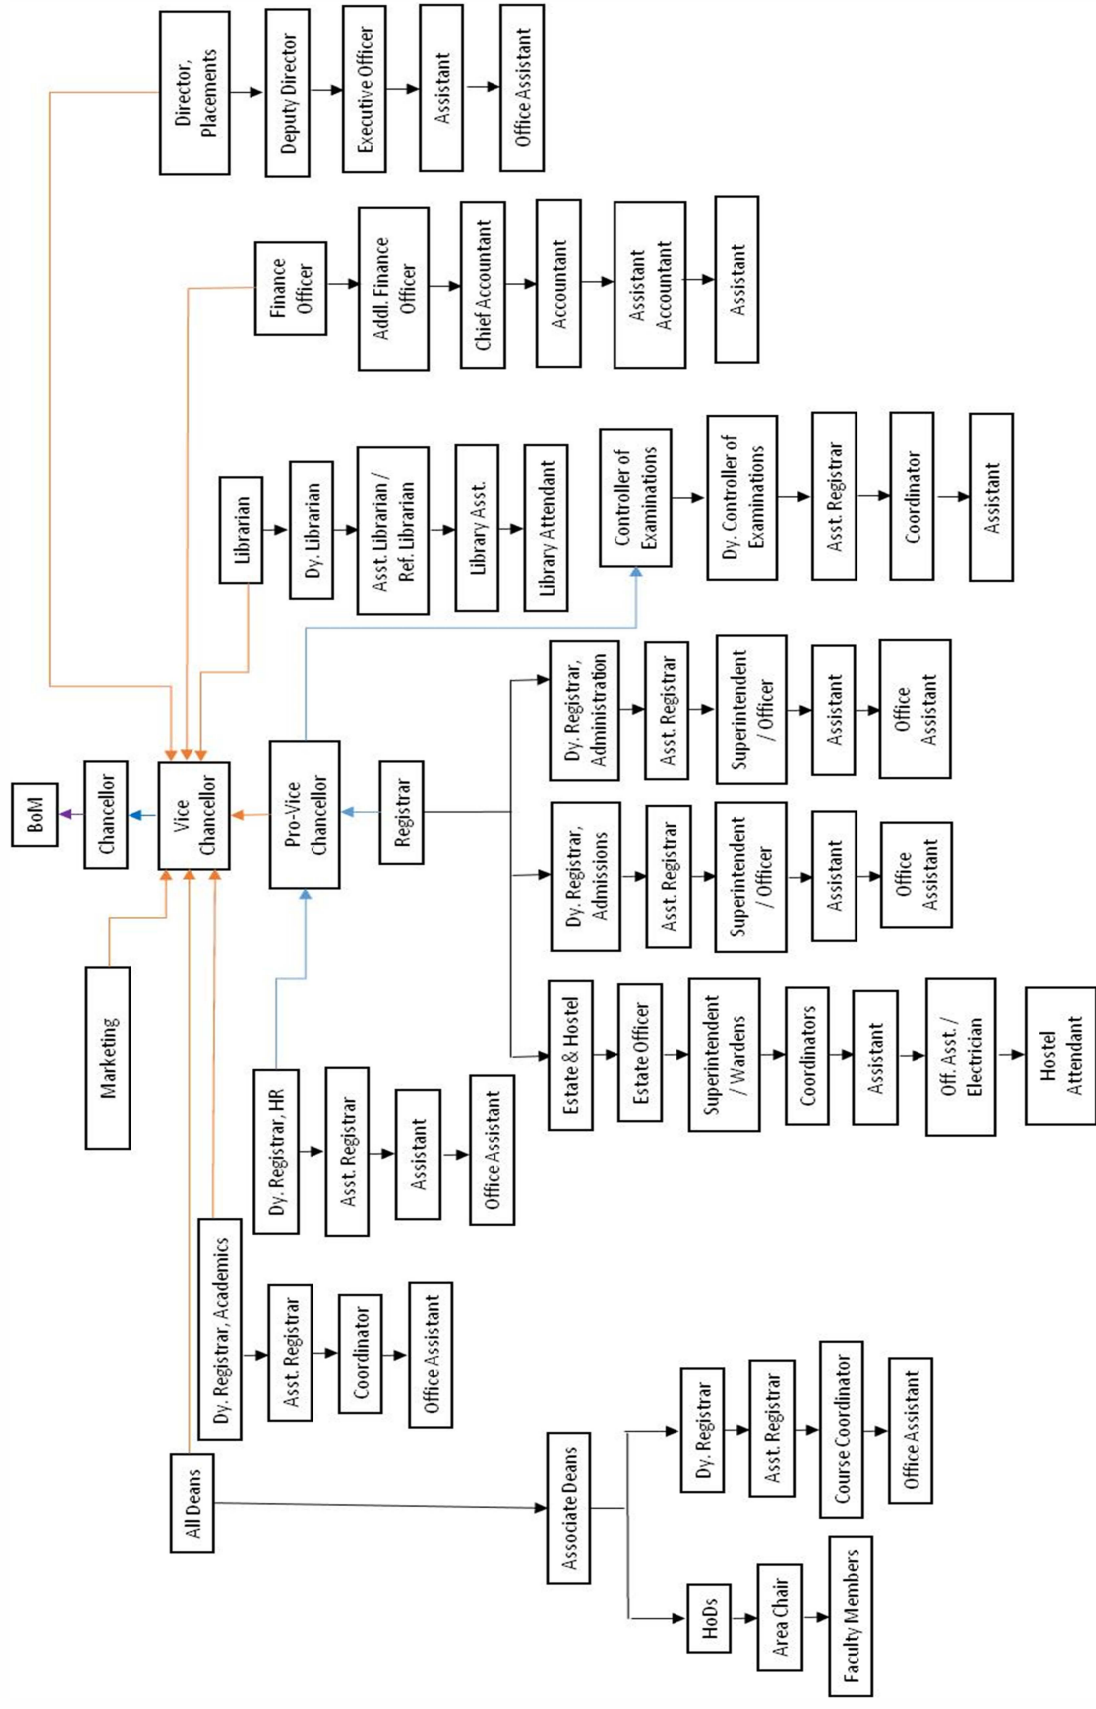 BoM
Chancellor
Vice
Chancellor
Pro-Vice
Chancellor
Registrar
Marketing
All Deans
Associate Deans
HoDs
Area Chair
Faculty Members
Dy. Registrar
Asst. Registrar
Course Coordinator
Office Assistant
Dy. Registrar, Academics
Asst. Registrar
Coordinator
Office Assistant
Dy. Registrar, HR
Asst. Registrar
Assistant
Office Assistant
Estate & Hostel
Estate Officer
Superintendent
/ Wardens
Coordinators
Assistant
Off. Asst. /
Electrician
Hostel
Attendant
Dy. Registrar,
Admissions
Asst. Registrar
Superintendent
/ Officer
Assistant
Office
Assistant
Dy. Registrar,
Administration
Asst. Registrar
Superintendent
/ Officer
Assistant
Office
Assistant
Librarian
Dy. Librarian
Asst. Librarian /
Ref. Librarian
Library Asst.
Library Attendant
Controller of
Examinations
Dy. Controller of
Examinations
Asst. Registrar
Coordinator
Assistant
Finance
Officer
Addl. Finance
Officer
Chief Accountant
Accountant
Assistant
Accountant
Assistant
Director,
Placements
Deputy Director
Executive Officer
Assistant
Office Assistant